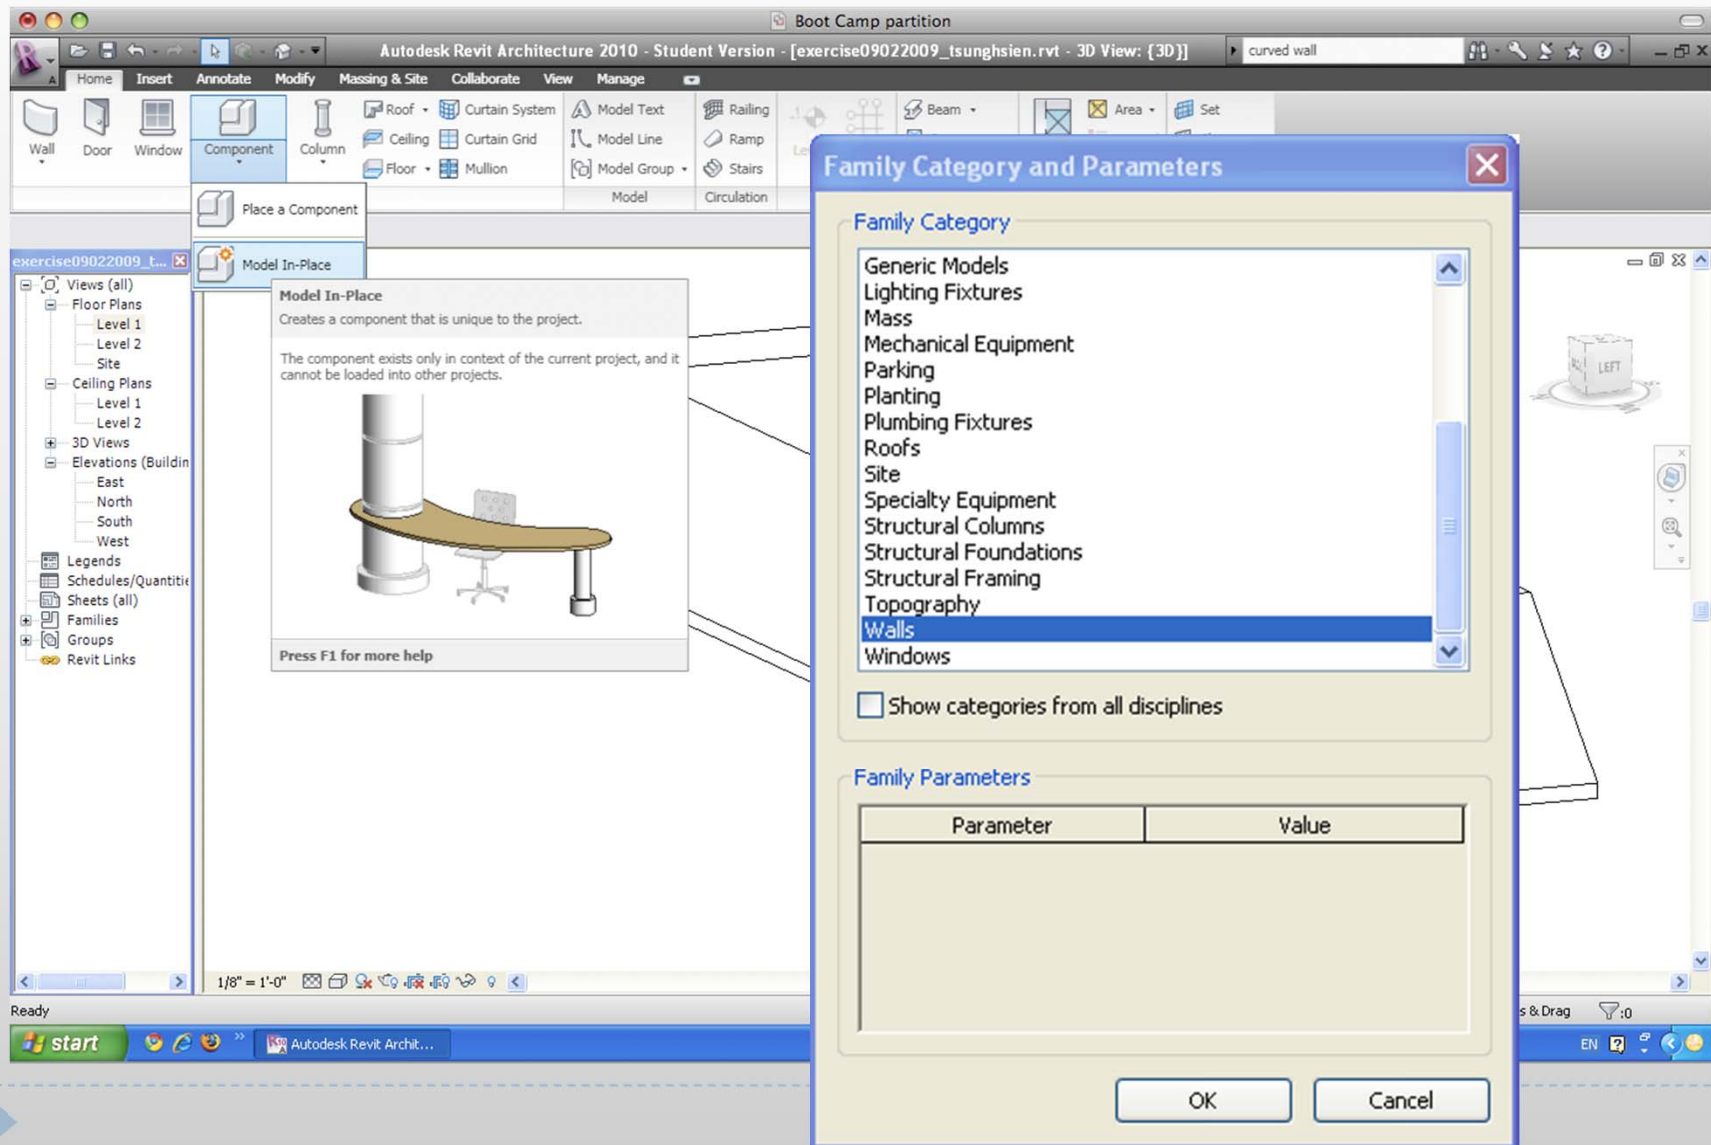 Boot Camp partition
Autodesk Revit Architecture 2010 - Student Version - [exercise09022009_tsunghsien.rvt - 3D View: {3D}]
curved wall
Home Insert Annotate Modify Massing & Site Collaborate View Manage
Wall
Door
Window
Component
Column
Roof
Ceiling
Floor
Curtain System
Curtain Grid
Mullion
Model Text
Model Line
Model Group
Model
Railing
Ramp
Stairs
Circulation
Beam
Area
Set
Place a Component
Model In-Place
Model In-Place
Creates a component that is unique to the project.
The component exists only in context of the current project, and it
cannot be loaded into other projects.
Press F1 for more help
exercise09022009_t...
Views (all)
Floor Plans
Level 1
Level 2
Site
Ceiling Plans
Level 1
Level 2
3D Views
Elevations (Buildin
East
North
South
West
Legends
Schedules/Quantitie
Sheets (all)
Families
Groups
Revit Links
Family Category and Parameters
Family Category
Generic Models
Lighting Fixtures
Mass
Mechanical Equipment
Parking
Planting
Plumbing Fixtures
Roofs
Site
Specialty Equipment
Structural Columns
Structural Foundations
Structural Framing
Topography
Walls
Windows
Show categories from all disciplines
Family Parameters
Parameter Value
OK Cancel
LEFT
1/8" = 1'-0"
Ready
s & Drag :0
start
Autodesk Revit Archit...
EN